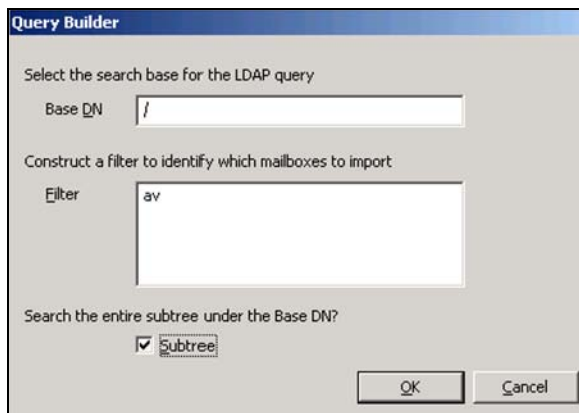 Query Builder
Select the search base for the LDAP query
Base DN /
Construct a filter to identify which mailboxes to import
Filter av
Search the entire subtree under the Base DN?
Subtree
OK Cancel